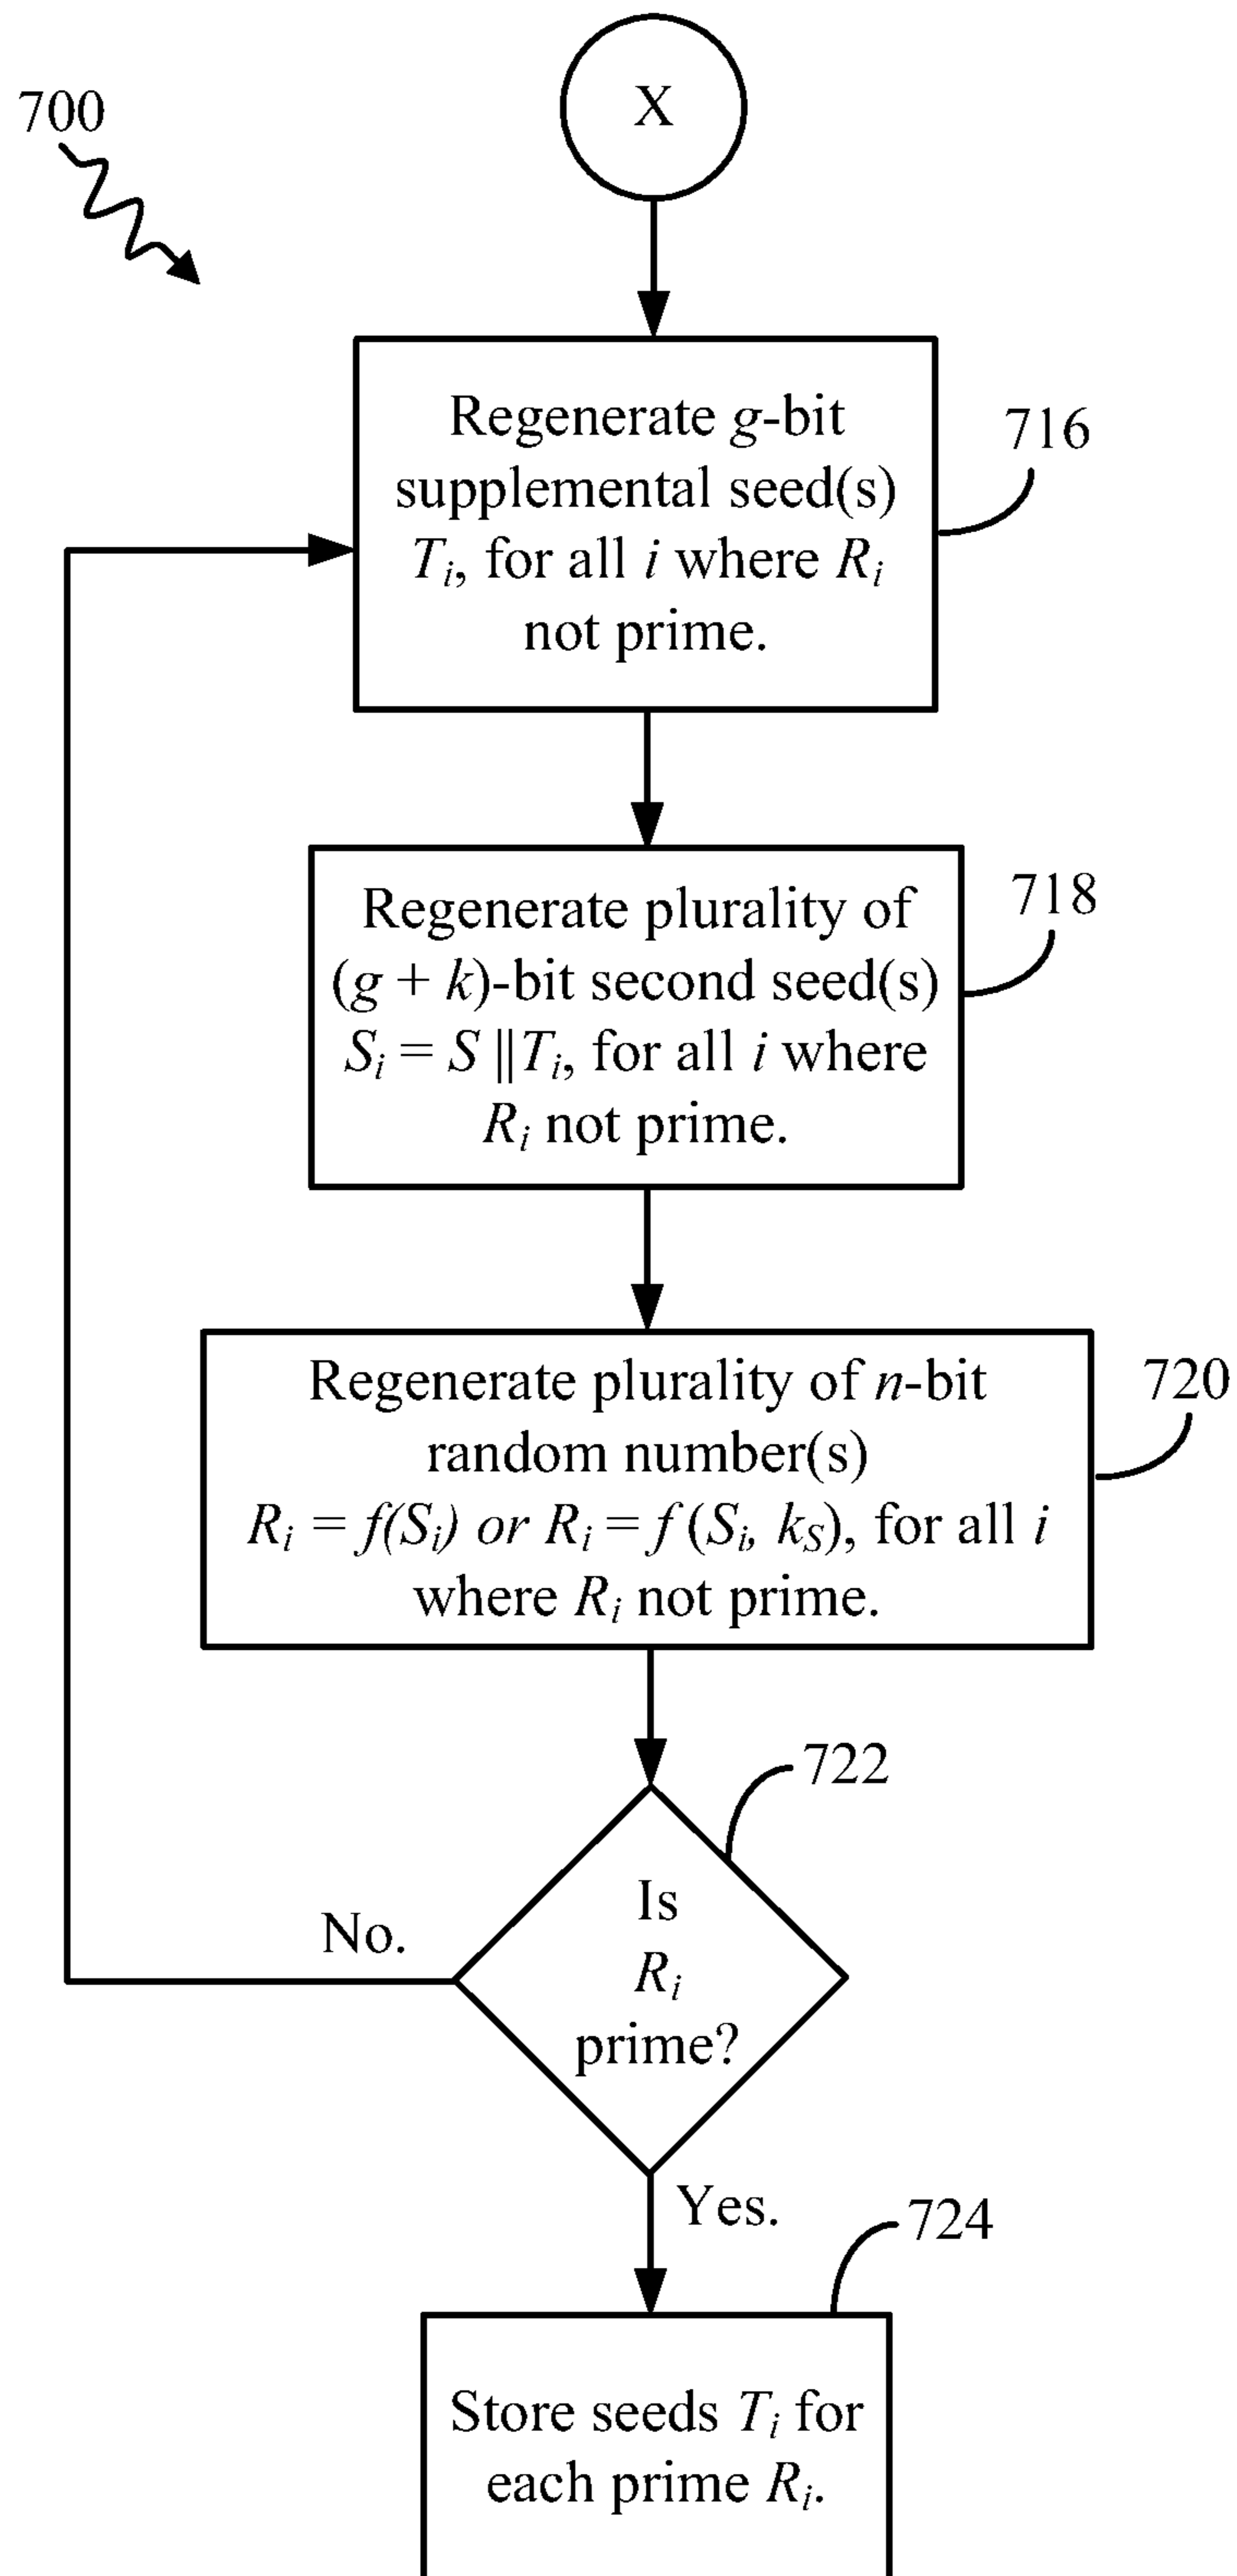 X
700
Regenerate g-bit
supplemental seed(s)
Tᵢ, for all i where Rᵢ
not prime.
716
Regenerate plurality of
(g + k)-bit second seed(s)
Sᵢ = S || Tᵢ, for all i where
Rᵢ not prime.
718
Regenerate plurality of n-bit
random number(s)
Rᵢ = f(Sᵢ) or Rᵢ = f (Sᵢ, k_S), for all i
where Rᵢ not prime.
720
722
Is
Rᵢ
prime?
No.
Yes.
724
Store seeds Tᵢ for
each prime Rᵢ.